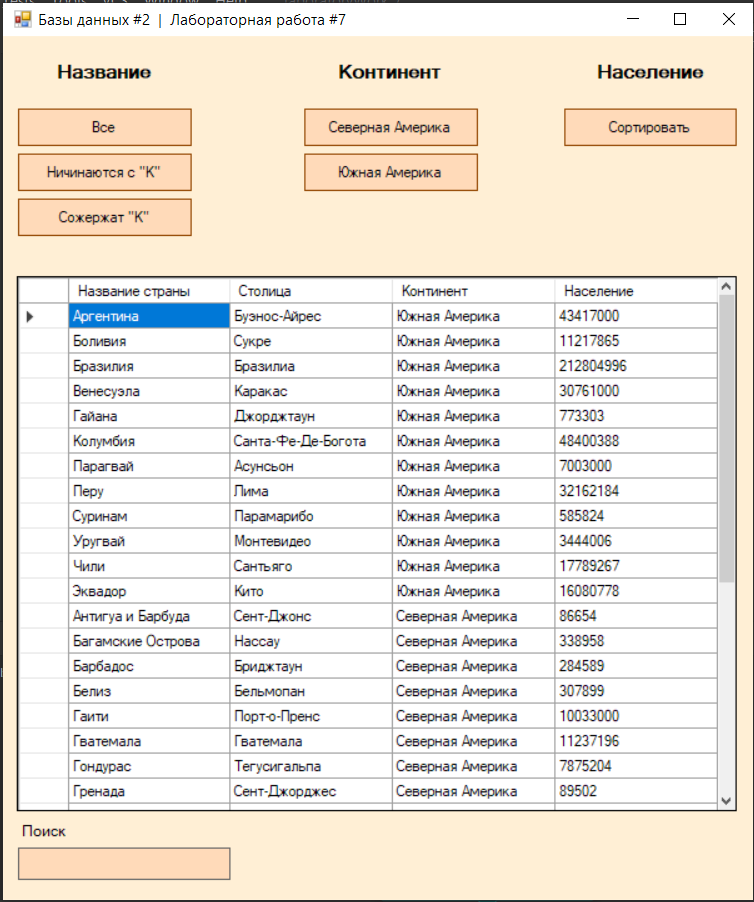 Базы данных #2 | Лабораторная работа #7
Название Континент Население
Все Северная Америка Сортировать
Ничинаются с "К" Южная Америка
Сожержат "К"
Название страны Столица Континент Население
Аргентина Буэнос-Айрес Южная Америка 43417000
Боливия Сукре Южная Америка 11217865
Бразилия Бразилиа Южная Америка 212804996
Венесуэла Каракас Южная Америка 30761000
Гайана Джорджтаун Южная Америка 773303
Колумбия Санта-Фе-Де-Богота Южная Америка 48400388
Парагвай Асунсьон Южная Америка 7003000
Перу Лима Южная Америка 32162184
Суринам Парамарибо Южная Америка 585824
Уругвай Монтевидео Южная Америка 3444006
Чили Сантьяго Южная Америка 17789267
Эквадор Кито Южная Америка 16080778
Антигуа и Барбуда Сент-Джонс Северная Америка 86654
Багамские Острова Нассау Северная Америка 338958
Барбадос Бриджтаун Северная Америка 284589
Белиз Бельмопан Северная Америка 307899
Гаити Порт-о-Пренс Северная Америка 10033000
Гватемала Гватемала Северная Америка 11237196
Гондурас Тегусигальпа Северная Америка 7875204
Гренада Сент-Джорджес Северная Америка 89502
Поиск